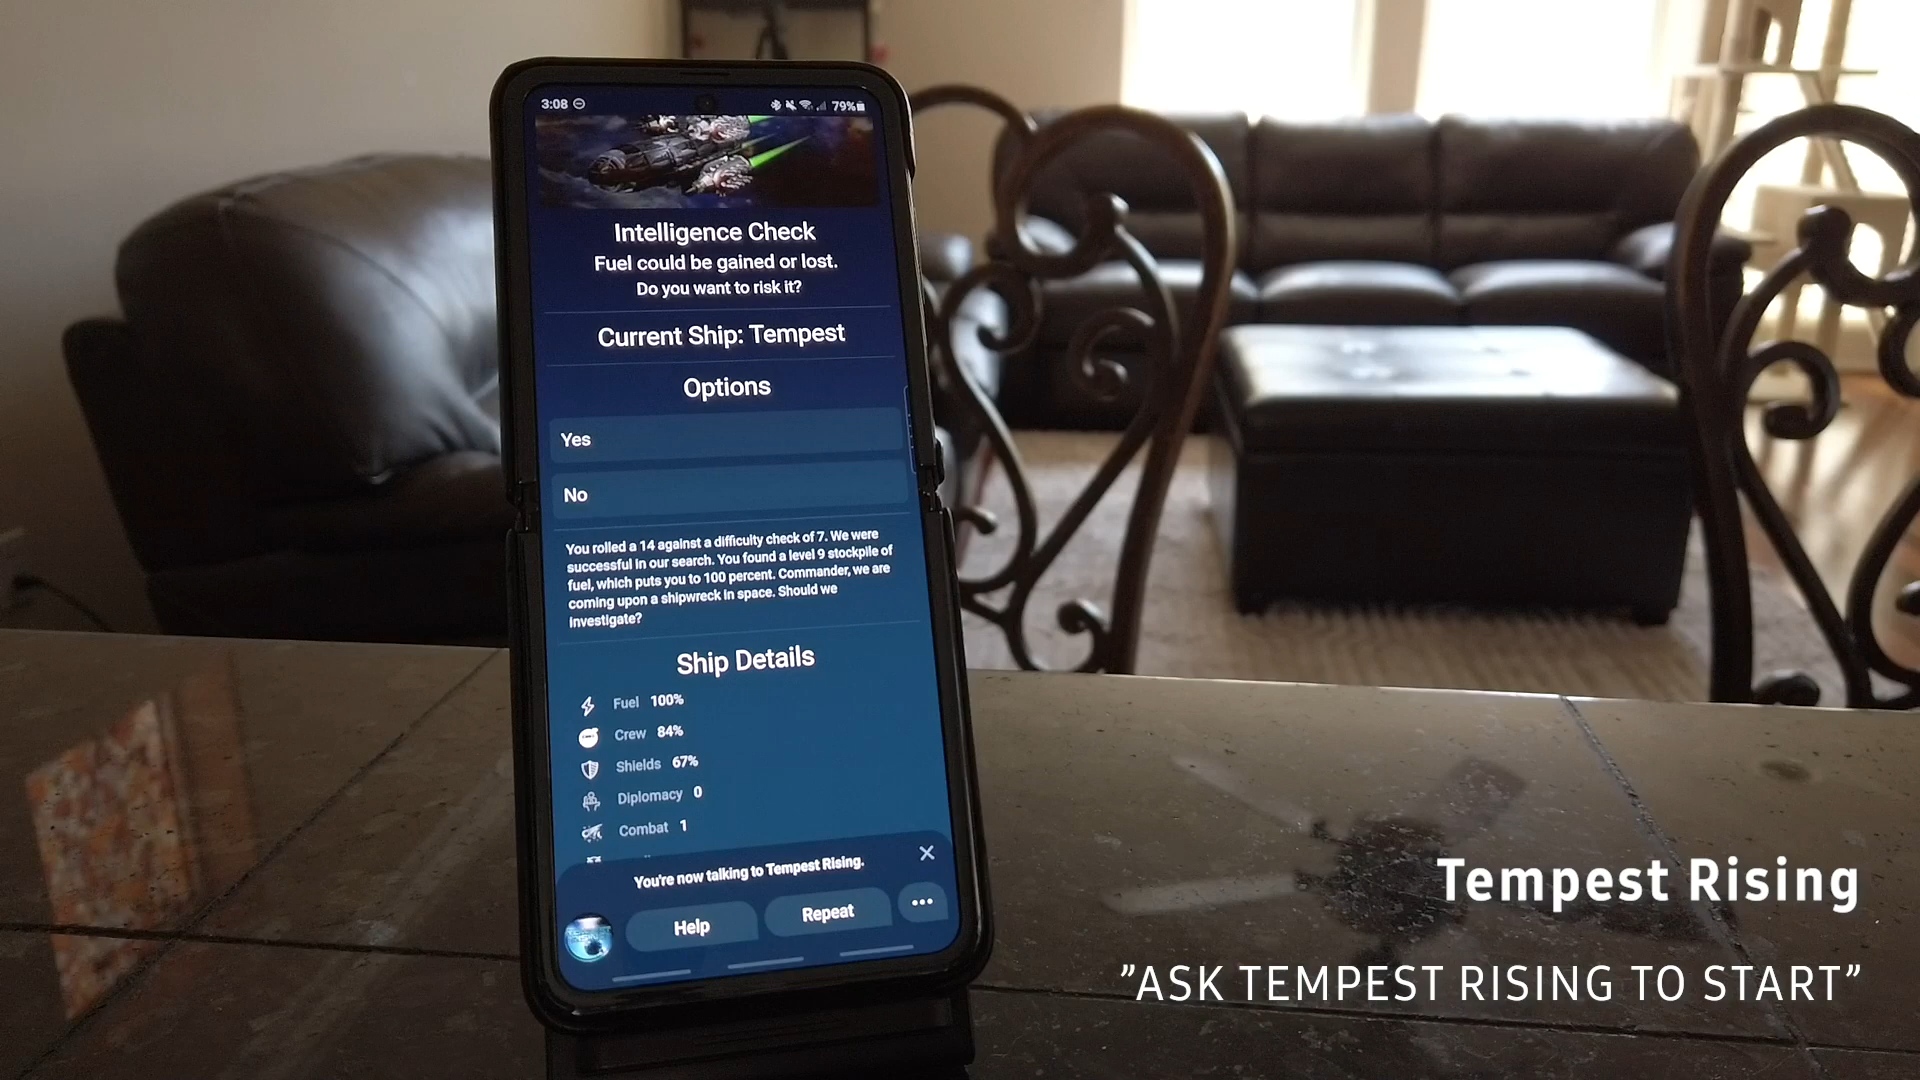 3:08
79%
Intelligence Check
Fuel could be gained or lost.
Do you want to risk it?
Current Ship: Tempest
Options
Yes
No
You rolled a 14 against a difficulty check of 7. We were
successful in our search. You found a level 9 stockpile of
fuel, which puts you to 100 percent. Commander, we are
coming upon a shipwreck in space. Should we
investigate?
Ship Details
Fuel 100%
Crew 84%
Shields 67%
Diplomacy 0
Combat 1
You're now talking to Tempest Rising.
Help
Repeat
Tempest Rising
"ASK TEMPEST RISING TO START"